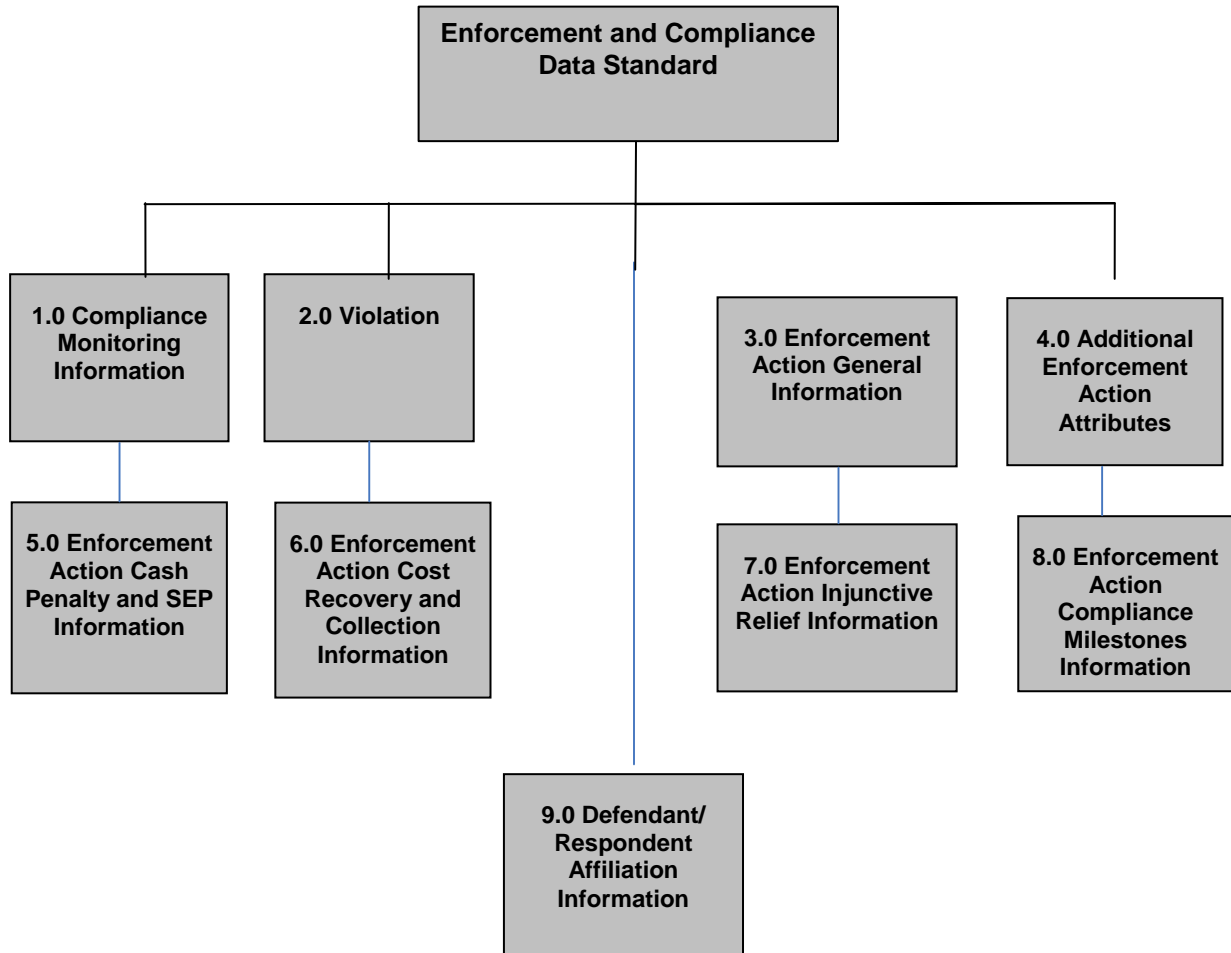 Enforcement and Compliance
Data Standard
1.0 Compliance
Monitoring
Information
2.0 Violation
3.0 Enforcement
Action General
Information
4.0 Additional
Enforcement
Action
Attributes
5.0 Enforcement
Action Cash
Penalty and SEP
Information
6.0 Enforcement
Action Cost
Recovery and
Collection
Information
7.0 Enforcement
Action Injunctive
Relief Information
8.0 Enforcement
Action
Compliance
Milestones
Information
9.0 Defendant/
Respondent
Affiliation
Information